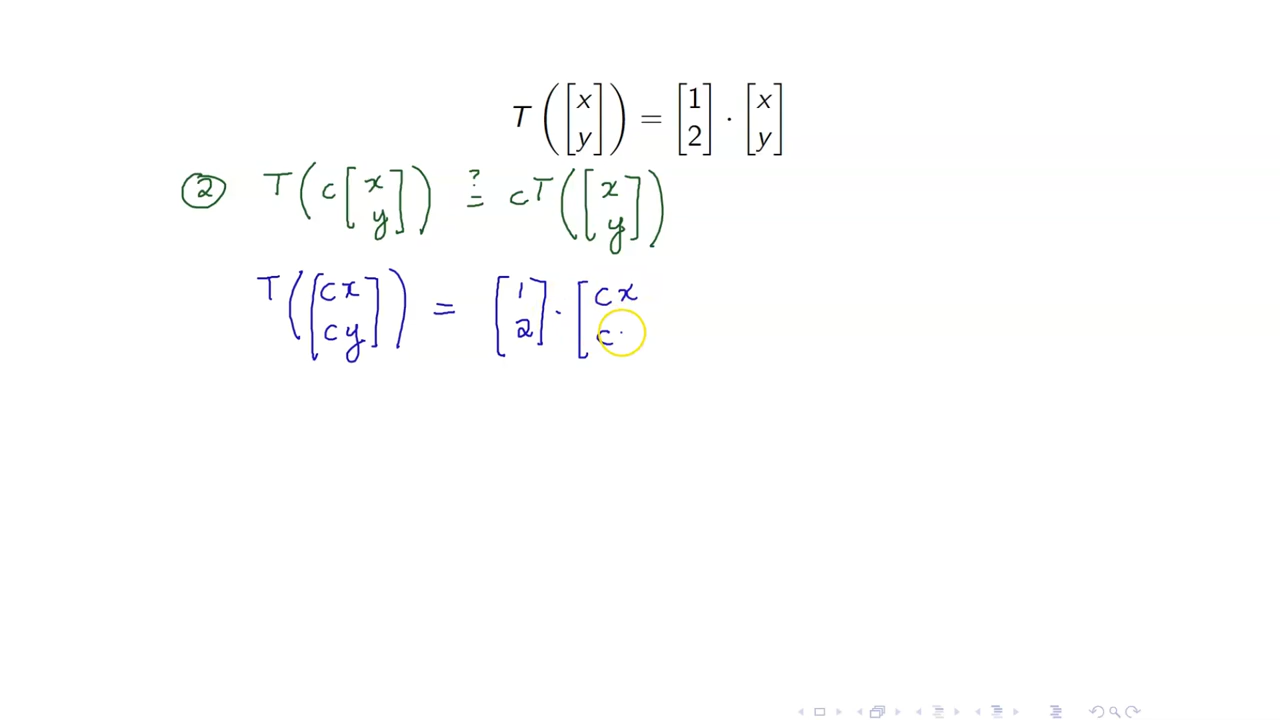 T([x y]) = [1 2] · [x y]
② T(c[x y]) ?= cT([x y])
T([cx cy]) = [1 2] · [cx c